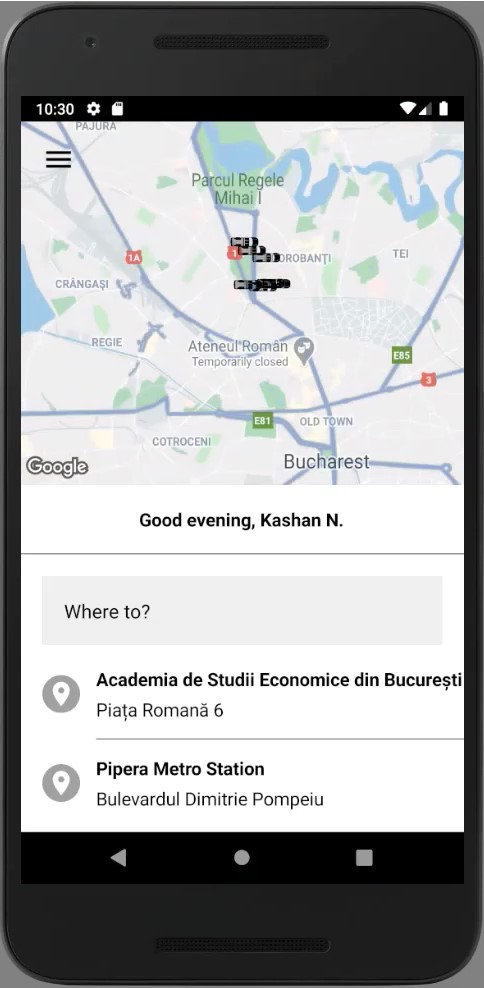 10:30
PAJURA
Parcul Regele
Mihai I
1A
1
DOROBANȚI
TEI
CRÂNGAȘI
REGIE
Ateneul Român
Temporarily closed
E85
3
E81
OLD TOWN
COTROCENI
Bucharest
Google
Good evening, Kashan N.
Where to?
Academia de Studii Economice din București
Piața Romană 6
Pipera Metro Station
Bulevardul Dimitrie Pompeiu